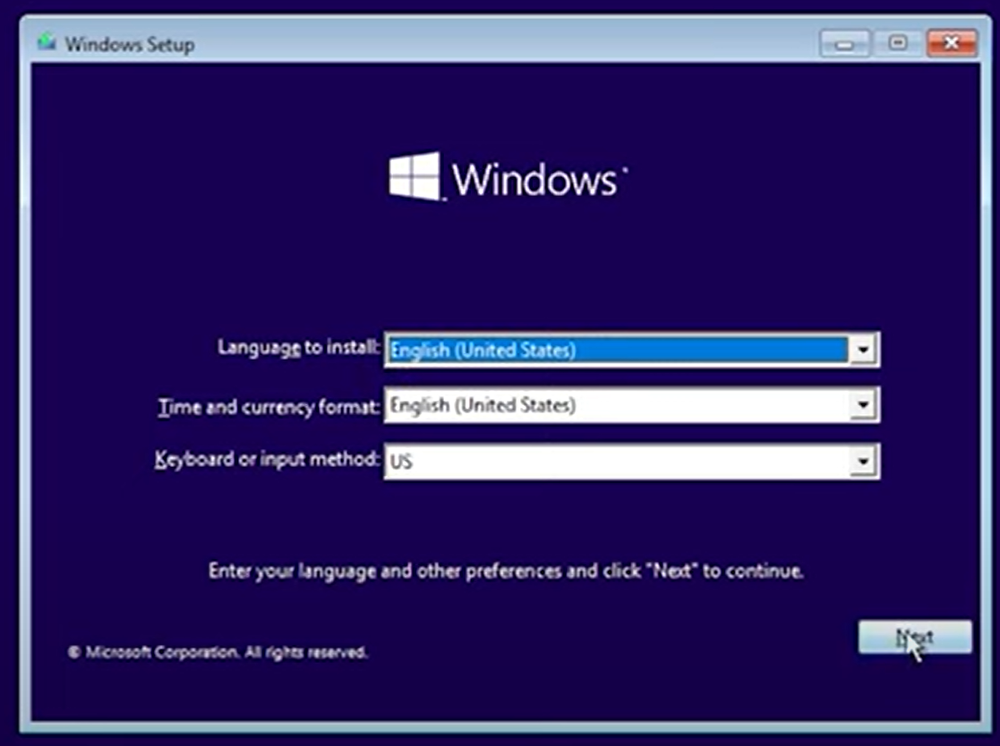 Windows Setup
Windows
Language to install: English (United States)
Time and currency format: English (United States)
Keyboard or input method: US
Enter your language and other preferences and click "Next" to continue.
© Microsoft Corporation. All rights reserved.
Next